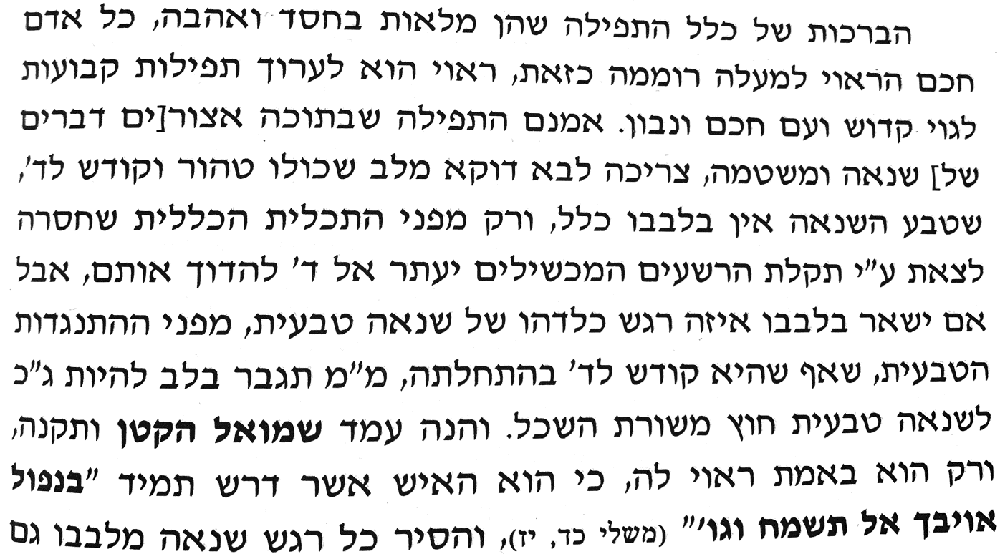 הברכות של כלל התפילה שהן מלאות בחסד ואהבה, כל אדם
חכם הראוי למעלה רוממה כזאת, ראוי הוא לערוך תפילות קבועות
לגוי קדוש ועם חכם ונבון. אמנם התפילה שבתוכה אצור[ים דברים
של] שנאה ומשטמה, צריכה לבא דוקא מלב שכולו טהור וקודש לד',
שטבע השנאה אין בלבבו כלל, ורק מפני התכלית הכללית שחסרה
לצאת ע"י תקלת הרשעים המכשילים יעתר אל ד' להדוך אותם, אבל
אם ישאר בלבבו איזה רגש כלדהו של שנאה טבעית, מפני ההתנגדות
הטבעית, שאף שהיא קודש לד' בהתחלתה, מ"מ תגבר בלב להיות ג"כ
לשנאה טבעית חוץ משורת השכל. והנה עמד שמואל הקטן ותקנה,
ורק הוא באמת ראוי לה, כי הוא האיש אשר דרש תמיד "בנפול
אויבך אל תשמח וגו'" (משלי כד, יז), והסיר כל רגש שנאה מלבבו גם